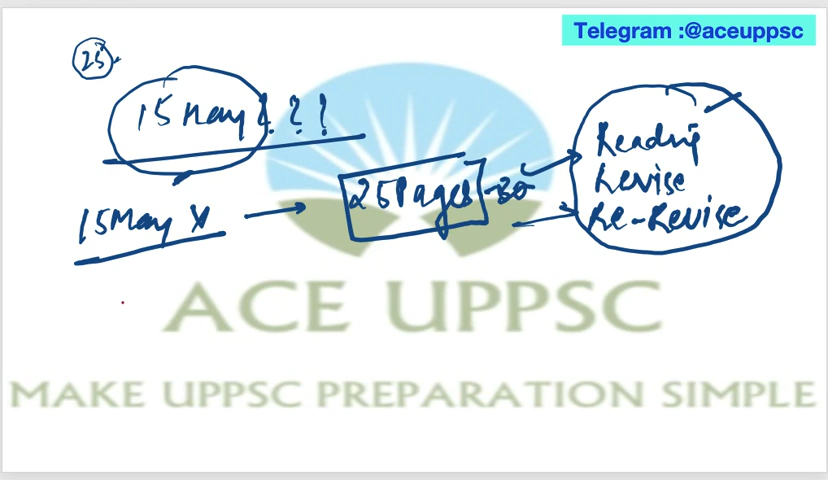 Telegram :@aceuppsc
25
15 May ? ? !
15 May X → 25 Pages - 30
Reading
Revise
Re-Revise
ACE UPPSC
MAKE UPPSC PREPARATION SIMPLE